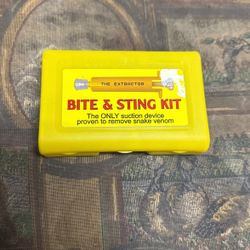 THE EXTRACTOR
BITE & STING KIT
The ONLY suction device
proven to remove snake venom